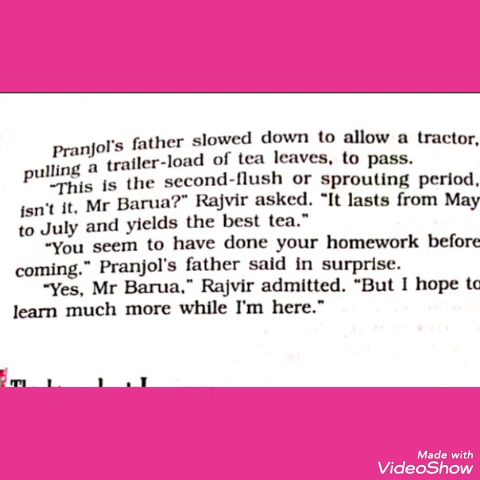 Pranjol's father slowed down to allow a tractor,
pulling a trailer-load of tea leaves, to pass.
"This is the second-flush or sprouting period,
isn't it, Mr Barua?" Rajvir asked. "It lasts from May
to July and yields the best tea."
"You seem to have done your homework before
coming," Pranjol's father said in surprise.
"Yes, Mr Barua," Rajvir admitted. "But I hope to
learn much more while I'm here."
Made with
VideoShow